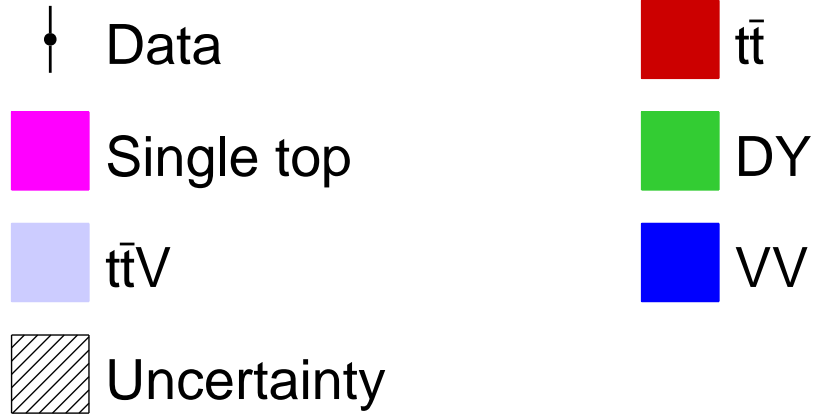 Data
tt̄
Single top
DY
tt̄V
VV
Uncertainty